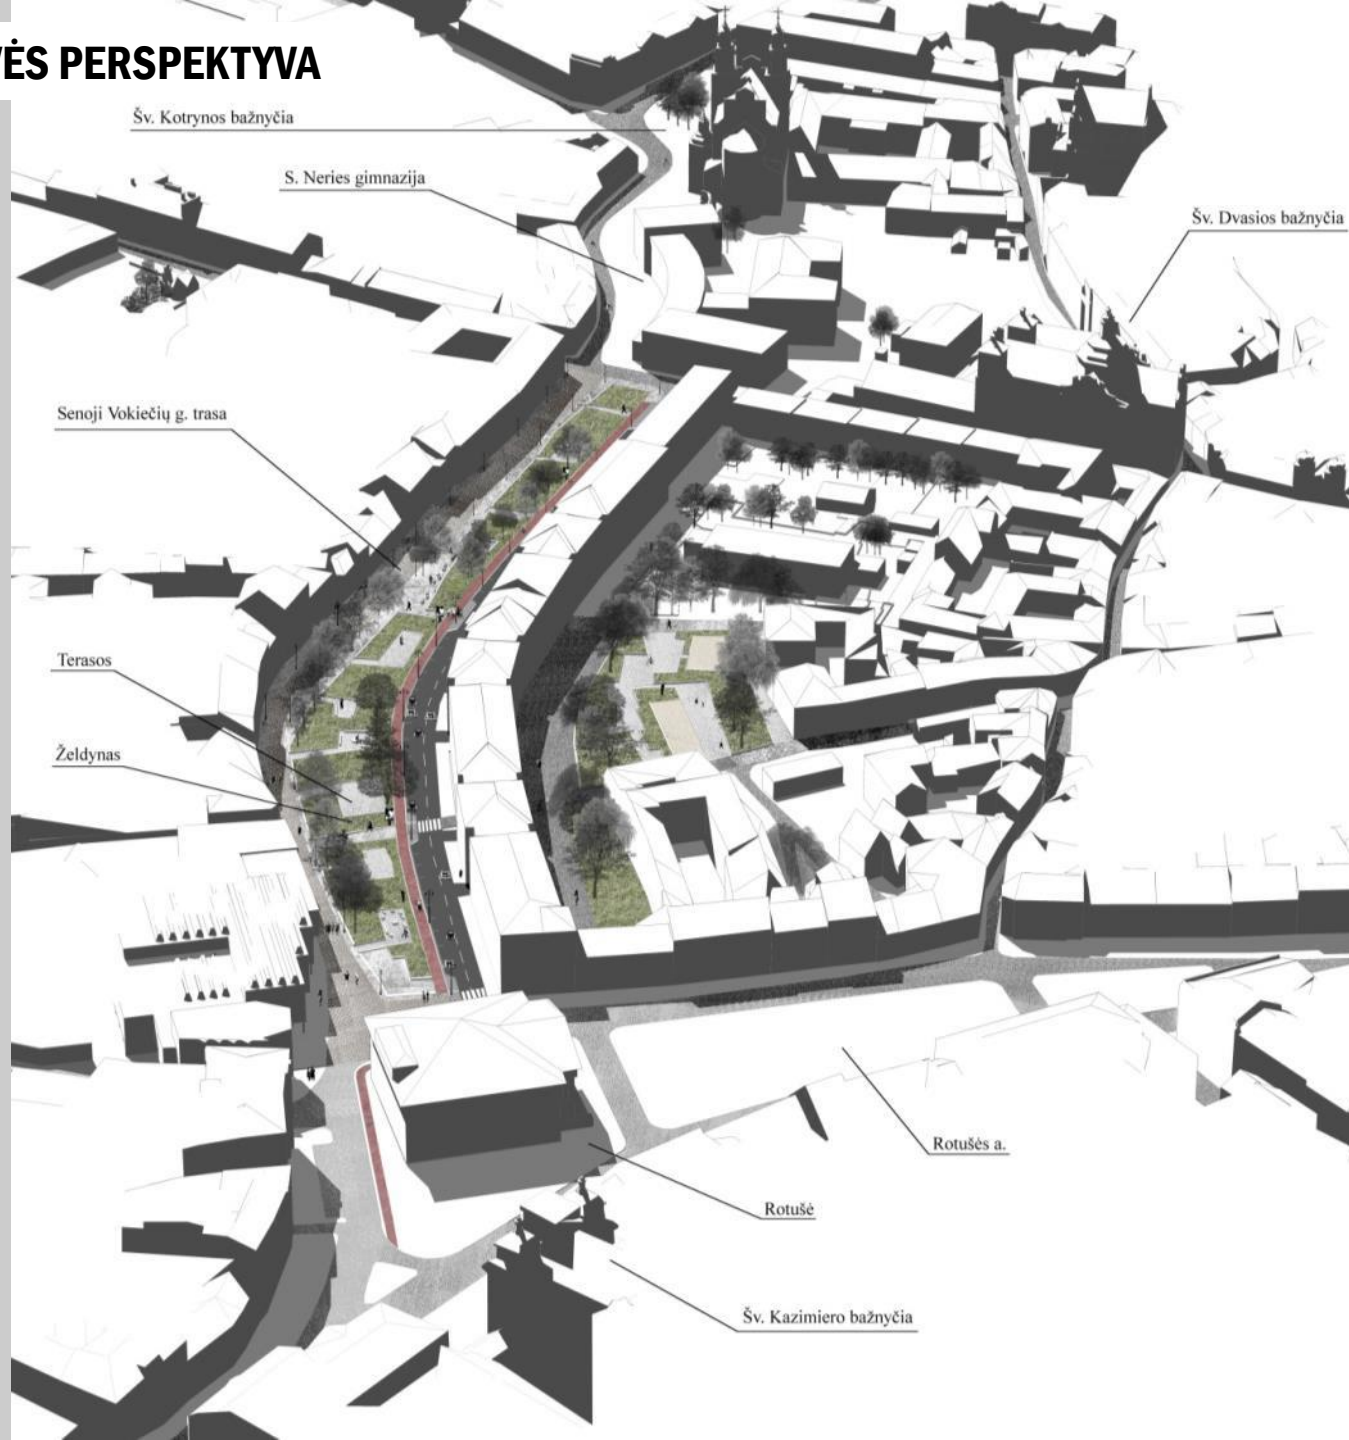 ĖS PERSPEKTYVA
Šv. Kotrynos bažnyčia
S. Neries gimnazija
Šv. Dvasios bažnyčia
Senoji Vokiečių g. trasa
Terasos
Želdynas
Rotušės a.
Rotušė
Šv. Kazimiero bažnyčia